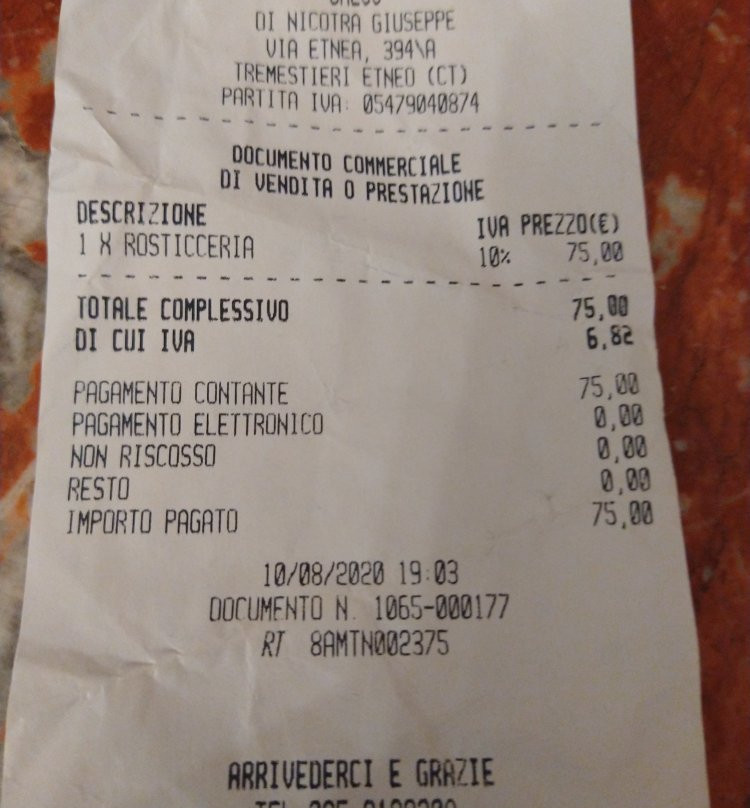 DI NICOTRA GIUSEPPE
VIA ETNEA, 394\A
TREMESTIERI ETNEO (CT)
PARTITA IVA: 05479040874
DOCUMENTO COMMERCIALE
DI VENDITA O PRESTAZIONE
DESCRIZIONE IVA PREZZO(€)
1 X ROSTICCERIA 10% 75,00
TOTALE COMPLESSIVO 75,00
DI CUI IVA 6,82
PAGAMENTO CONTANTE 75,00
PAGAMENTO ELETTRONICO 0,00
NON RISCOSSO 0,00
RESTO 0,00
IMPORTO PAGATO 75,00
10/08/2020 19:03
DOCUMENTO N. 1065-000177
RT 8AMTN002375
ARRIVEDERCI E GRAZIE